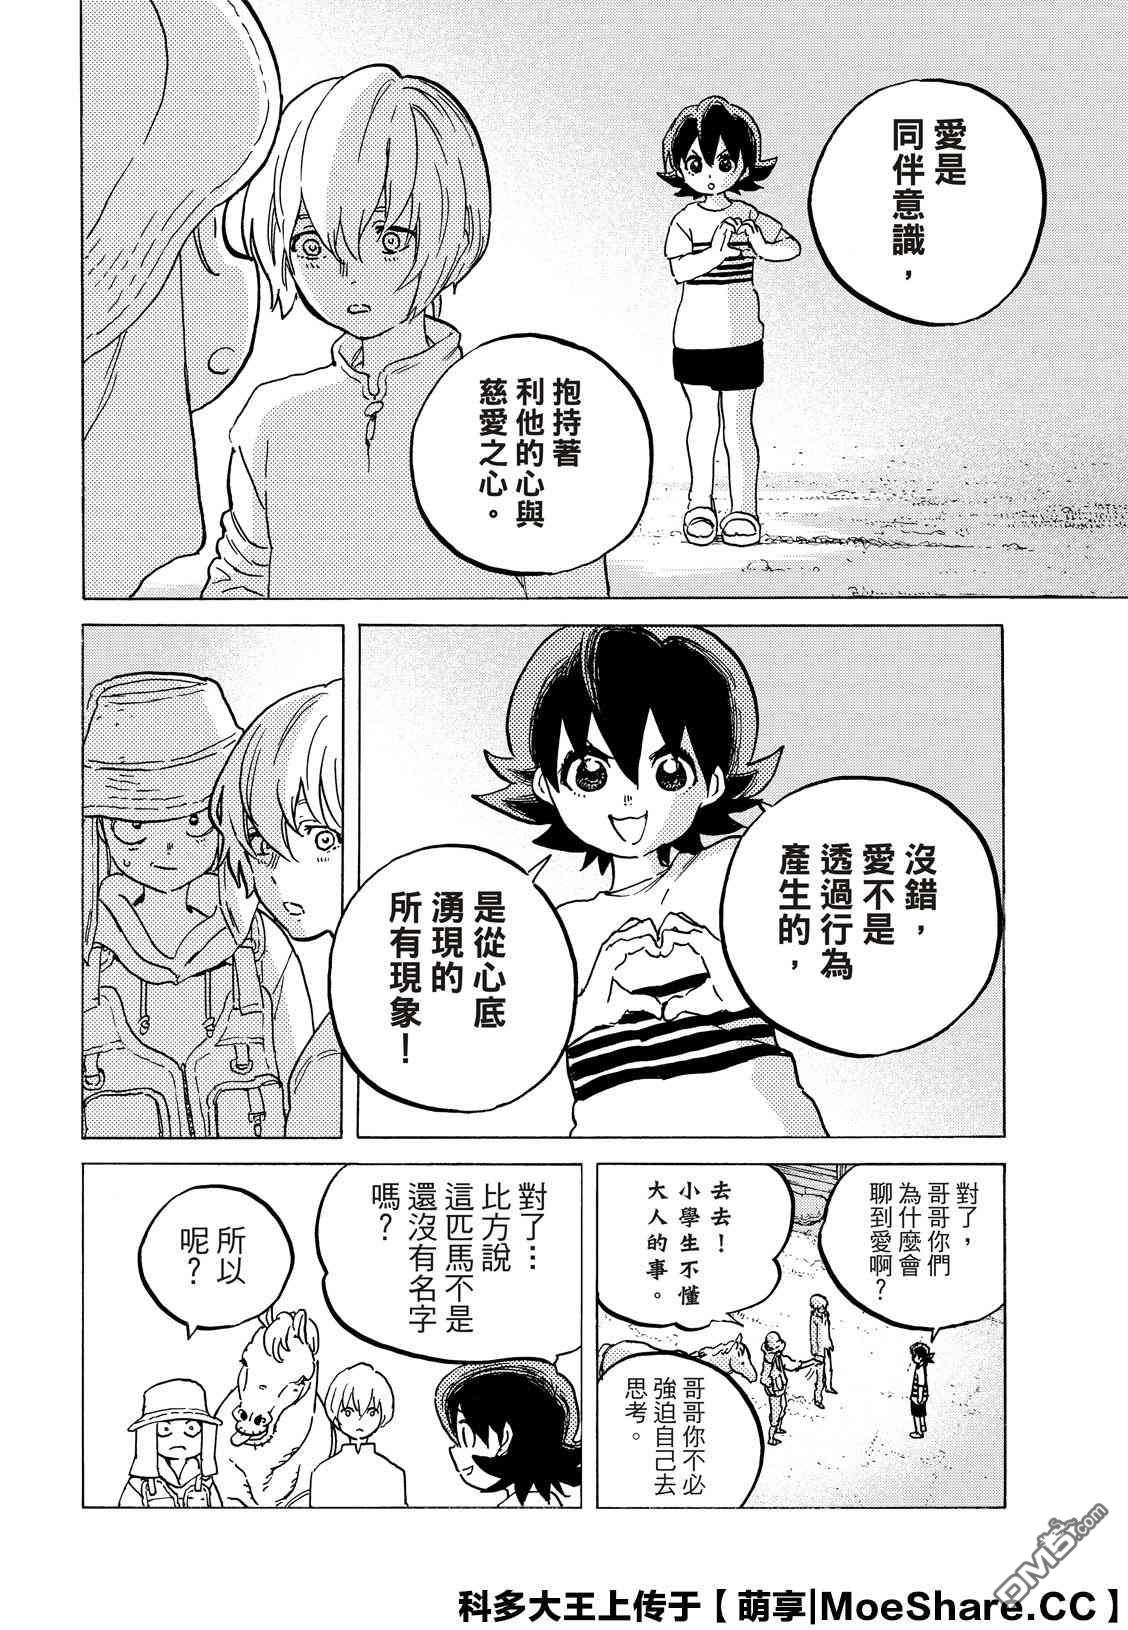 愛是
同伴意識，
抱持著
利他的心與
慈愛之心。
沒錯，
愛不是
透過行為
產生的，
是從心底
湧現的
所有現象！
對了，
哥哥你們
為什麼會
聊到愛啊？
去去！
小學生不懂
大人的事。
哥哥你不必
強迫自己去
思考。
對了…
比方說
這匹馬不是
還沒有名字
嗎？
所以
呢？
DM5.com
科多大王上传于【萌享|MoeShare.CC】